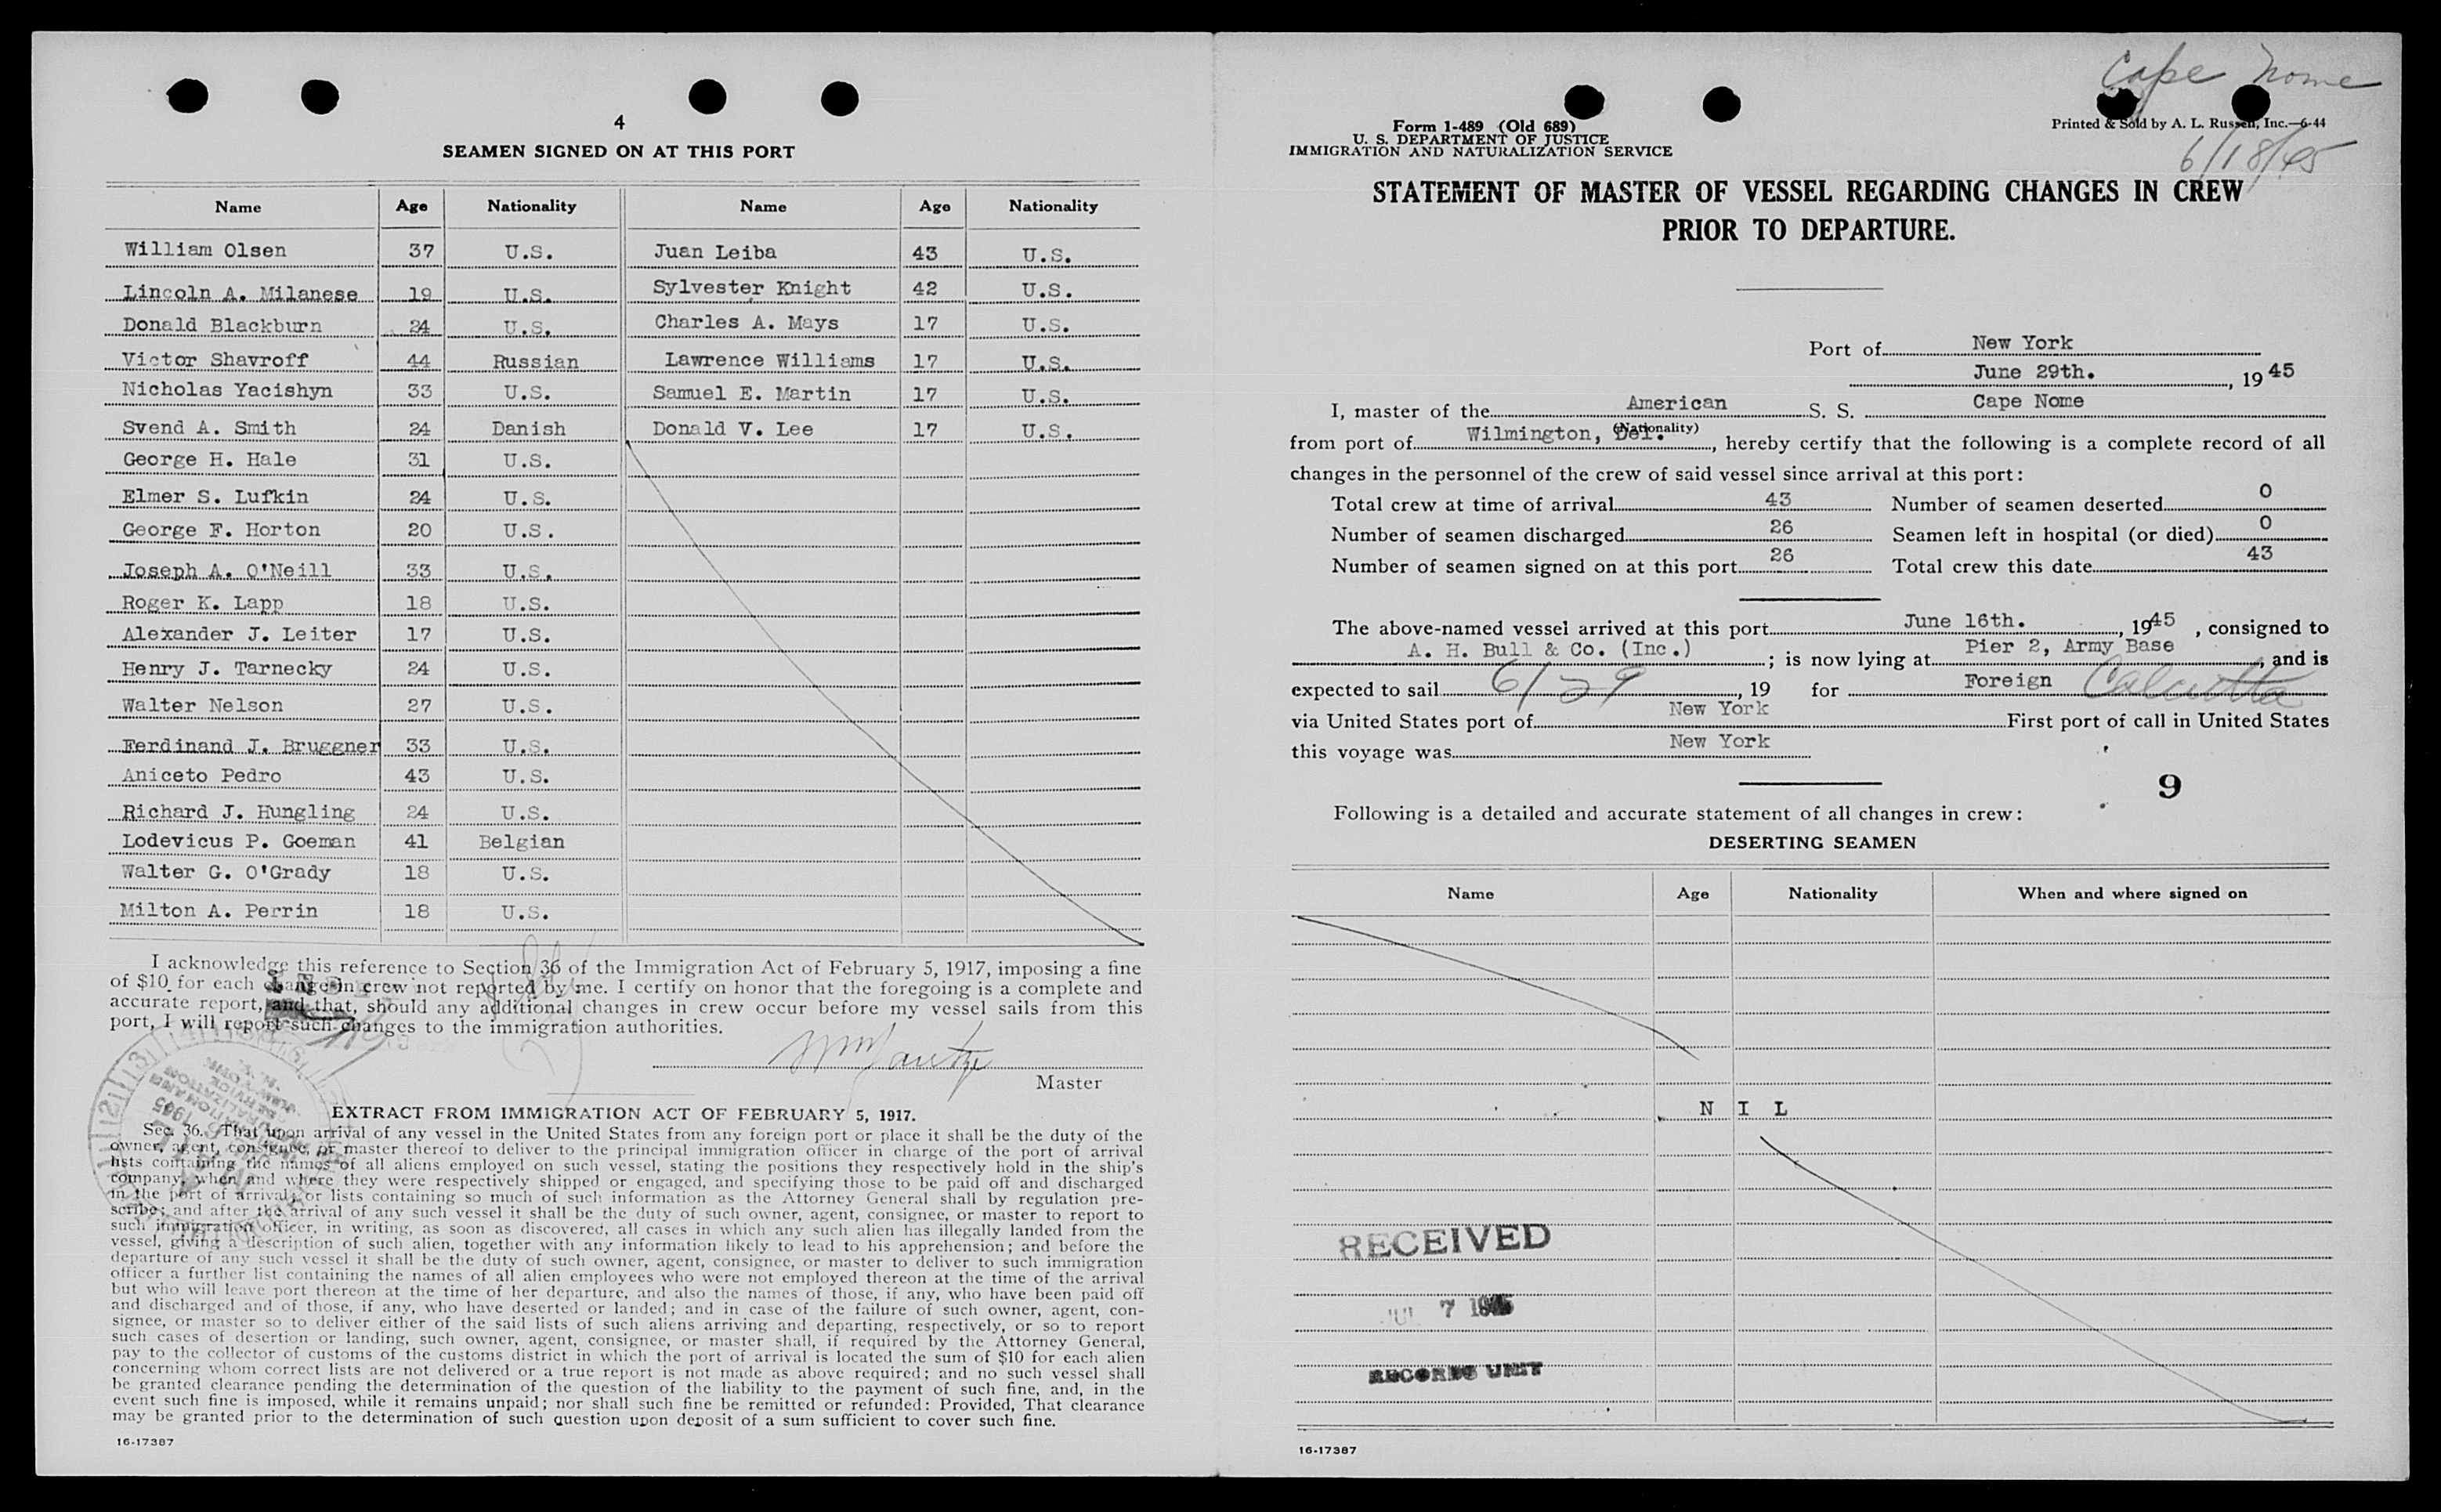 4
SEAMEN SIGNED ON AT THIS PORT
Name Age Nationality Name Age Nationality
William Olsen 37 U.S. Juan Leiba 43 U.S.
Lincoln A. Milanese 19 U.S. Sylvester Knight 42 U.S.
Donald Blackburn 24 U.S. Charles A. Mays 17 U.S.
Victor Shavroff 44 Russian Lawrence Williams 17 U.S.
Nicholas Yacishyn 33 U.S. Samuel E. Martin 17 U.S.
Svend A. Smith 24 Danish Donald V. Lee 17 U.S.
George H. Hale 31 U.S.
Elmer S. Lufkin 24 U.S.
George F. Horton 20 U.S.
Joseph A. O'Neill 33 U.S.
Roger K. Lapp 18 U.S.
Alexander J. Leiter 17 U.S.
Henry J. Tarnecky 24 U.S.
Walter Nelson 27 U.S.
Ferdinand J. Bruggner 33 U.S.
Aniceto Pedro 43 U.S.
Richard J. Hungling 24 U.S.
Lodevicus P. Goeman 41 Belgian
Walter G. O'Grady 18 U.S.
Milton A. Perrin 18 U.S.
I acknowledge this reference to Section 36 of the Immigration Act of February 5, 1917, imposing a fine
of $10 for each change in crew not reported by me. I certify on honor that the foregoing is a complete and
accurate report, and that, should any additional changes in crew occur before my vessel sails from this
port, I will report such changes to the immigration authorities.
Master
EXTRACT FROM IMMIGRATION ACT OF FEBRUARY 5, 1917.
Sec. 36. That upon arrival of any vessel in the United States from any foreign port or place it shall be the duty of the
owner, agent, consignee, or master thereof to deliver to the principal immigration officer in charge of the port of arrival
lists containing the names of all aliens employed on such vessel, stating the positions they respectively hold in the ship's
company, when and where they were respectively shipped or engaged, and specifying those to be paid off and discharged
in the port of arrival; or lists containing so much of such information as the Attorney General shall by regulation pre-
scribe; and after the arrival of any such vessel it shall be the duty of such owner, agent, consignee, or master to report to
such immigration officer, in writing, as soon as discovered, all cases in which any such alien has illegally landed from the
vessel, giving a description of such alien, together with any information likely to lead to his apprehension; and before the
departure of any such vessel it shall be the duty of such owner, agent, consignee, or master to deliver to such immigration
officer a further list containing the names of all alien employees who were not employed thereon at the time of the arrival
but who will leave port thereon at the time of her departure, and also the names of those, if any, who have been paid off
and discharged and of those, if any, who have deserted or landed; and in case of the failure of such owner, agent, con-
signee, or master so to deliver either of the said lists of such aliens arriving and departing, respectively, or so to report
such cases of desertion or landing, such owner, agent, consignee, or master shall, if required by the Attorney General,
pay to the collector of customs of the customs district in which the port of arrival is located the sum of $10 for each alien
concerning whom correct lists are not delivered or a true report is not made as above required; and no such vessel shall
be granted clearance pending the determination of the question of the liability to the payment of such fine, and, in the
event such fine is imposed, while it remains unpaid; nor shall such fine be remitted or refunded: Provided, That clearance
may be granted prior to the determination of such question upon deposit of a sum sufficient to cover such fine.
16-17387
Cape Nome
Form 1-489 (Old 689)
U. S. DEPARTMENT OF JUSTICE
IMMIGRATION AND NATURALIZATION SERVICE
Printed & Sold by A. L. Russell, Inc.—6-44
6/18/45
STATEMENT OF MASTER OF VESSEL REGARDING CHANGES IN CREW
PRIOR TO DEPARTURE.
Port of New York
June 29th. , 19 45
I, master of the American S. S. Cape Nome
(Nationality)
from port of Wilmington, Del. , hereby certify that the following is a complete record of all
changes in the personnel of the crew of said vessel since arrival at this port:
Total crew at time of arrival 43 Number of seamen deserted 0
Number of seamen discharged 26 Seamen left in hospital (or died) 0
Number of seamen signed on at this port 26 Total crew this date 43
The above-named vessel arrived at this port June 16th. , 1945 , consigned to
A. H. Bull & Co. (Inc.) ; is now lying at Pier 2, Army Base , and is
expected to sail 6/29 , 19 for Foreign Calcutta
via United States port of New York First port of call in United States
this voyage was New York
9
Following is a detailed and accurate statement of all changes in crew:
DESERTING SEAMEN
Name Age Nationality When and where signed on
N I L
RECEIVED
JUL 7 1945
RECORDS UNIT
16-17387